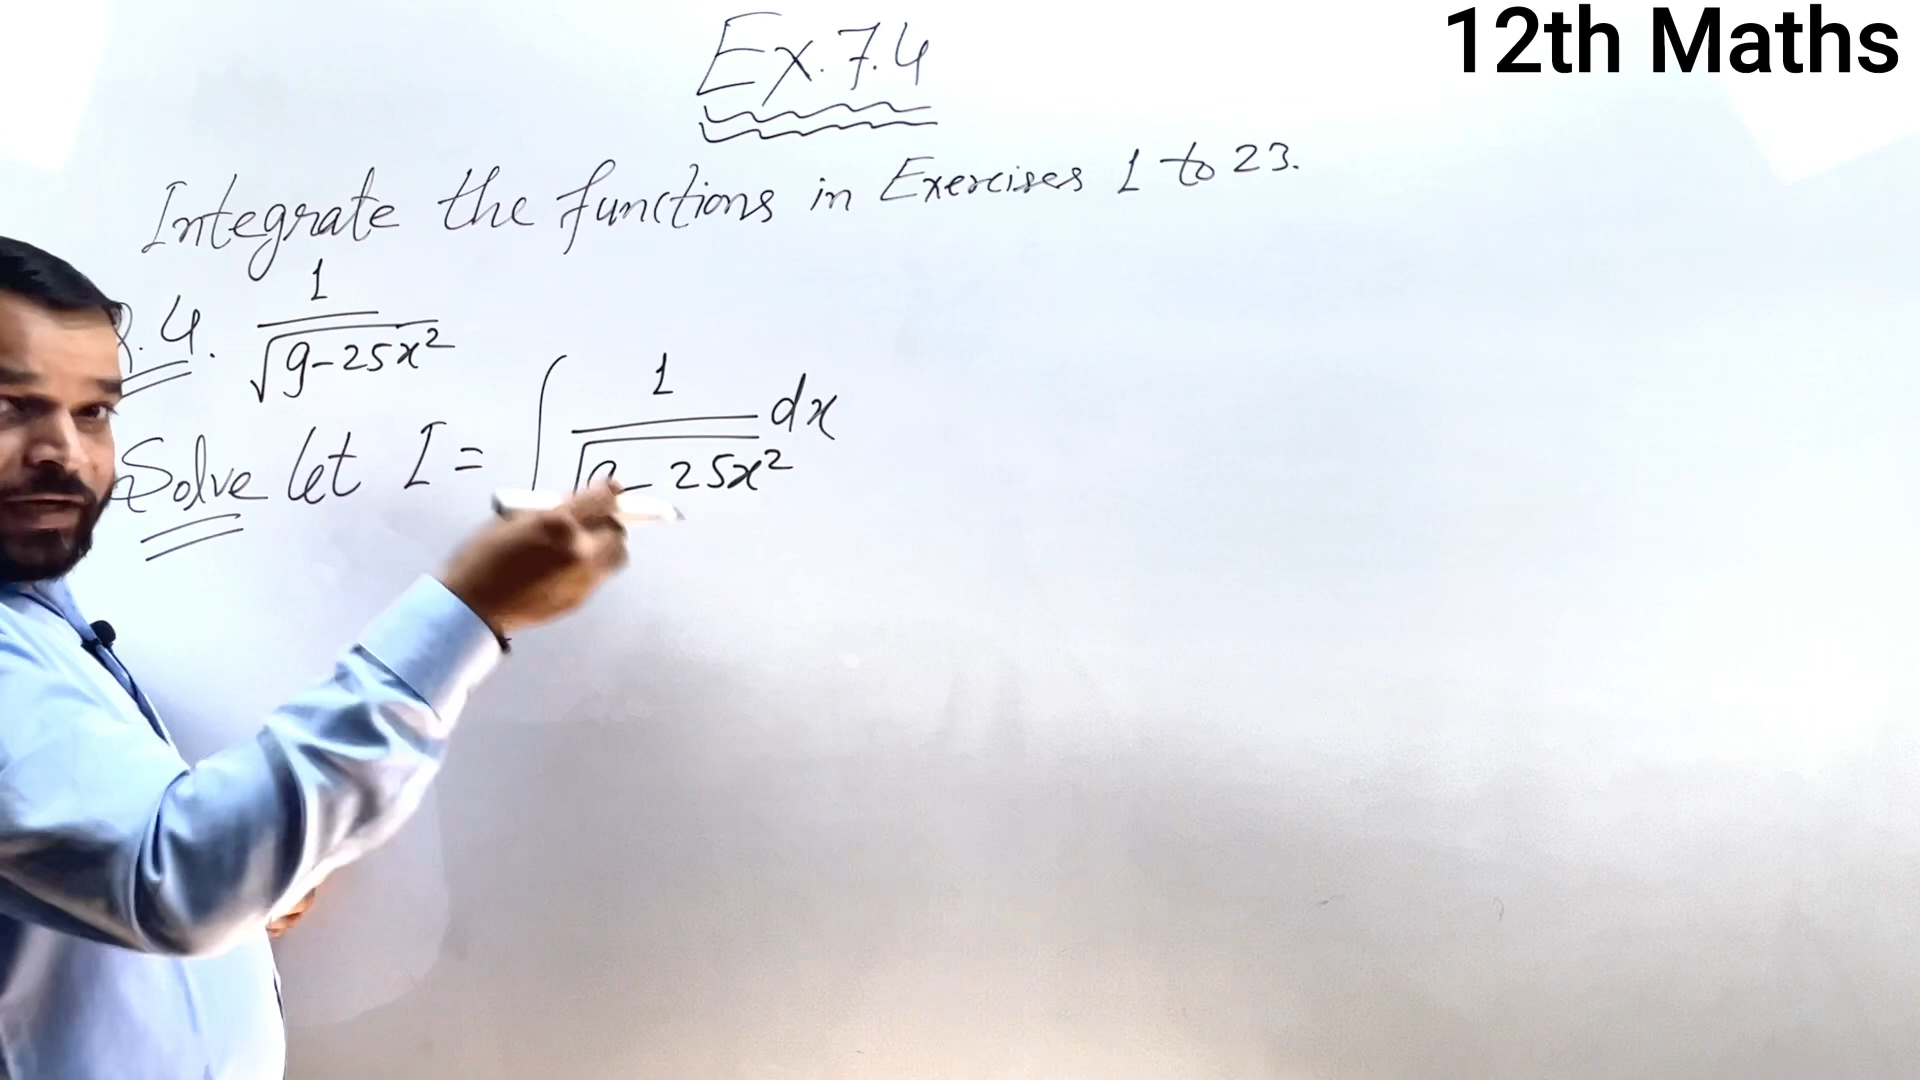 12th Maths
Ex. 7.4
Integrate the functions in Exercises 1 to 23.
.4. 1/√(9-25x²)
Solve let I = ∫ 1/√(9-25x²) dx